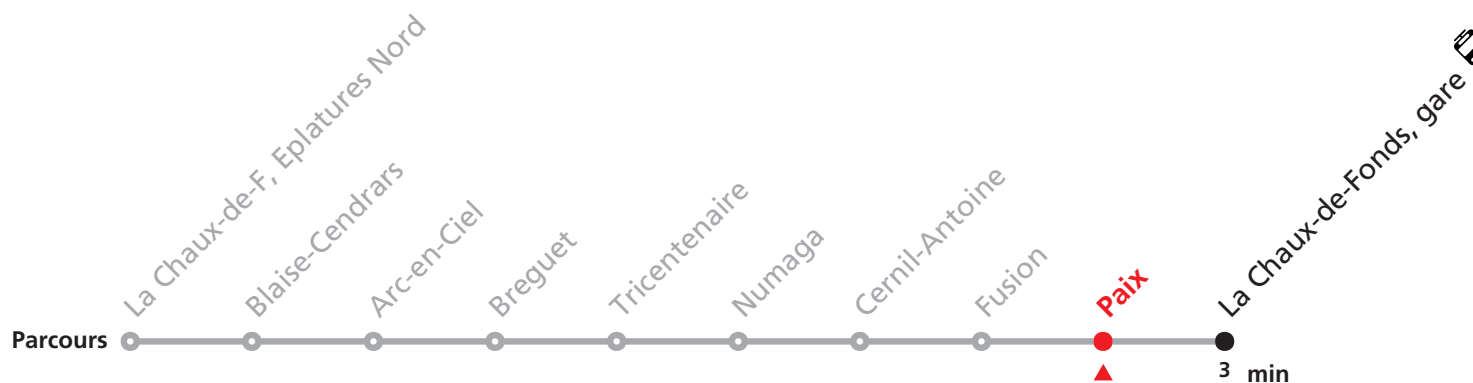 La Chaux-de-F, Eplatures Nord
Blaise-Cendrars
Arc-en-Ciel
Breguet
Tricentenaire
Numaga
Cernil-Antoine
Fusion
Paix
La Chaux-de-Fonds, gare
Parcours
3 min